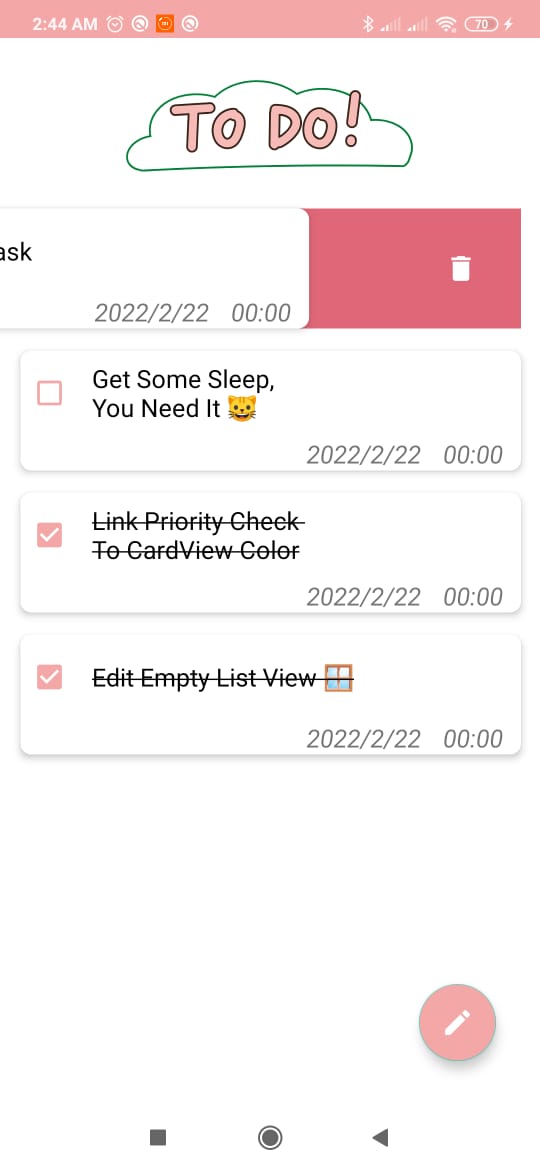 2:44 AM 70
TO DO!
ask
2022/2/22 00:00
Get Some Sleep,
You Need It 😺
2022/2/22 00:00
Link Priority Check
To CardView Color
2022/2/22 00:00
Edit Empty List View 🪟
2022/2/22 00:00